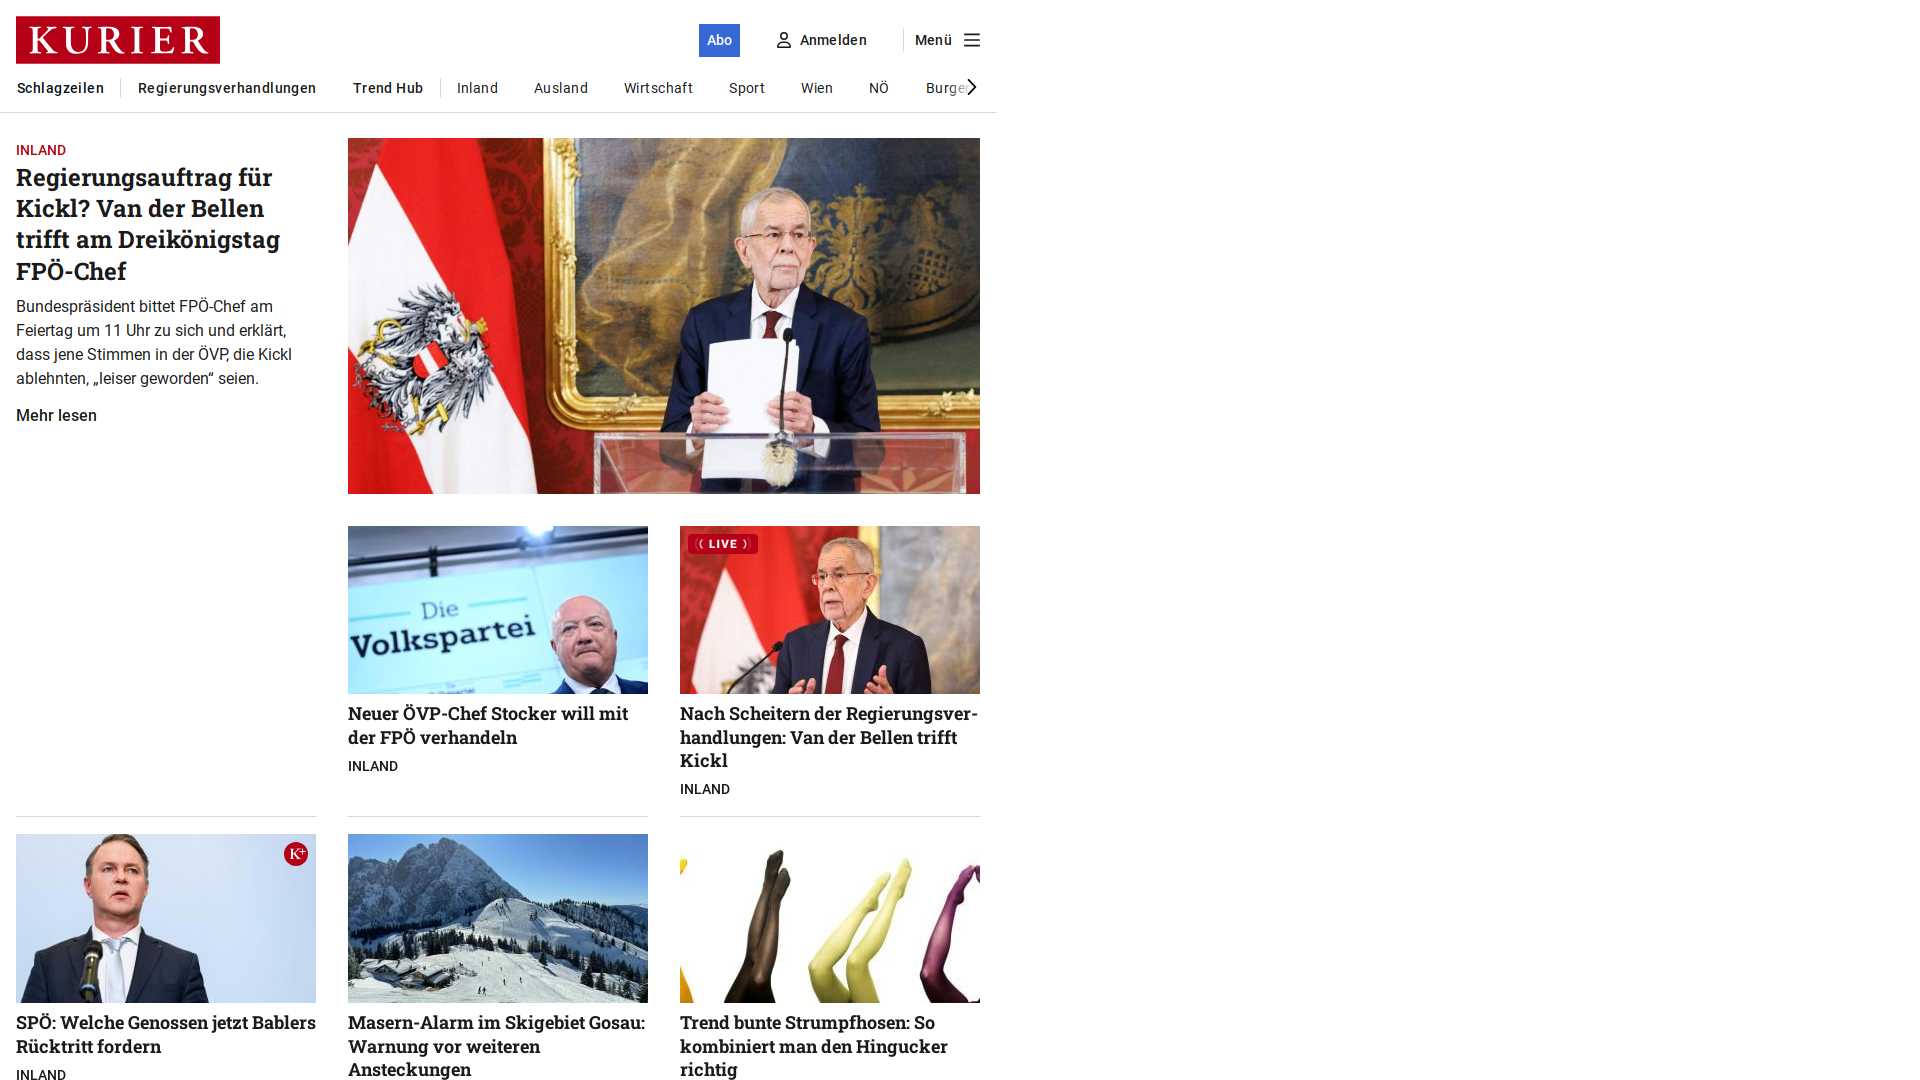 KURIER
Abo
Anmelden
Menü
Schlagzeilen
Regierungsverhandlungen
Trend Hub
Inland
Ausland
Wirtschaft
Sport
Wien
NÖ
INLAND
Regierungsauftrag für
Kickl? Van der Bellen
trifft am Dreikönigstag
FPÖ-Chef
Bundespräsident bittet FPÖ-Chef am
Feiertag um 11 Uhr zu sich und erklärt,
dass jene Stimmen in der ÖVP, die Kickl
ablehnten, „leiser geworden“ seien.
Mehr lesen
Die
Volkspartei
Neuer ÖVP-Chef Stocker will mit
der FPÖ verhandeln
INLAND
LIVE
Nach Scheitern der Regierungsver-
handlungen: Van der Bellen trifft
Kickl
INLAND
K+
SPÖ: Welche Genossen jetzt Bablers
Rücktritt fordern
INLAND
Masern-Alarm im Skigebiet Gosau:
Warnung vor weiteren
Ansteckungen
Trend bunte Strumpfhosen: So
kombiniert man den Hingucker
richtig